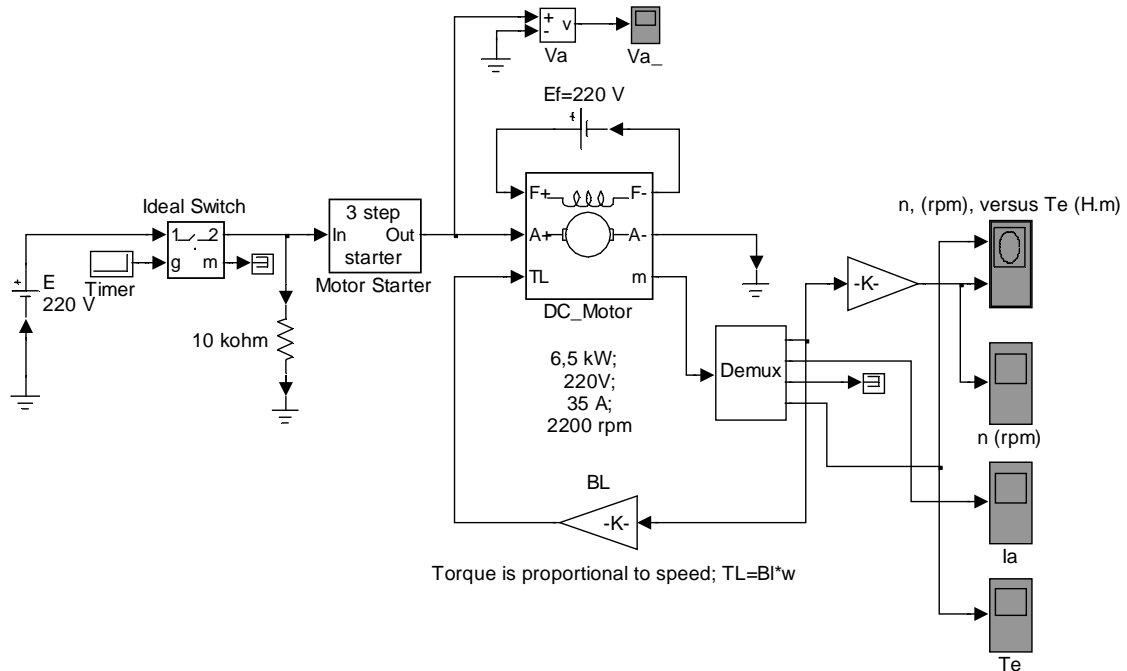 +
-
v
Va
Va_
Ef=220 V
+
F+
F-
A+
A-
TL
m
DC_Motor
Ideal Switch
1
2
g
m
Timer
+
E
220 V
10 kohm
3 step
In
Out
starter
Motor Starter
6,5 kW;
220V;
35 A;
2200 rpm
Demux
-K-
n, (rpm), versus Te (H.m)
n (rpm)
BL
-K-
Ia
Torque is proportional to speed; TL=Bl*w
Te